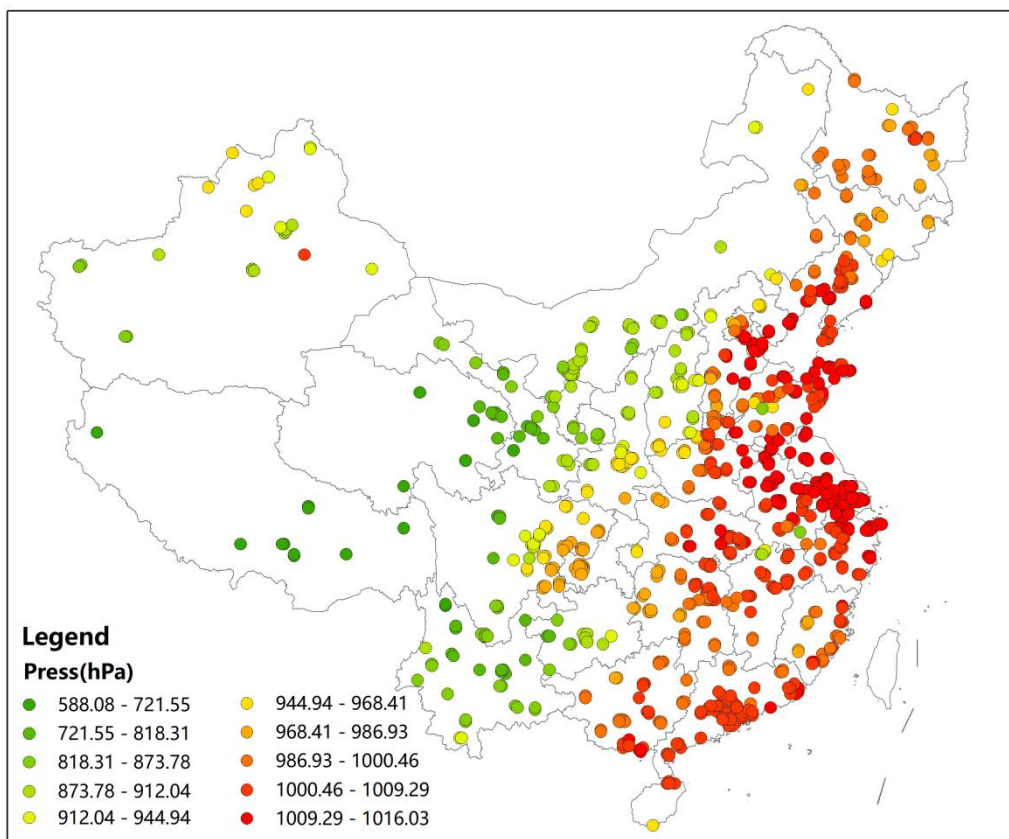 Legend
Press(hPa)
588.08 - 721.55
721.55 - 818.31
818.31 - 873.78
873.78 - 912.04
912.04 - 944.94
944.94 - 968.41
968.41 - 986.93
986.93 - 1000.46
1000.46 - 1009.29
1009.29 - 1016.03